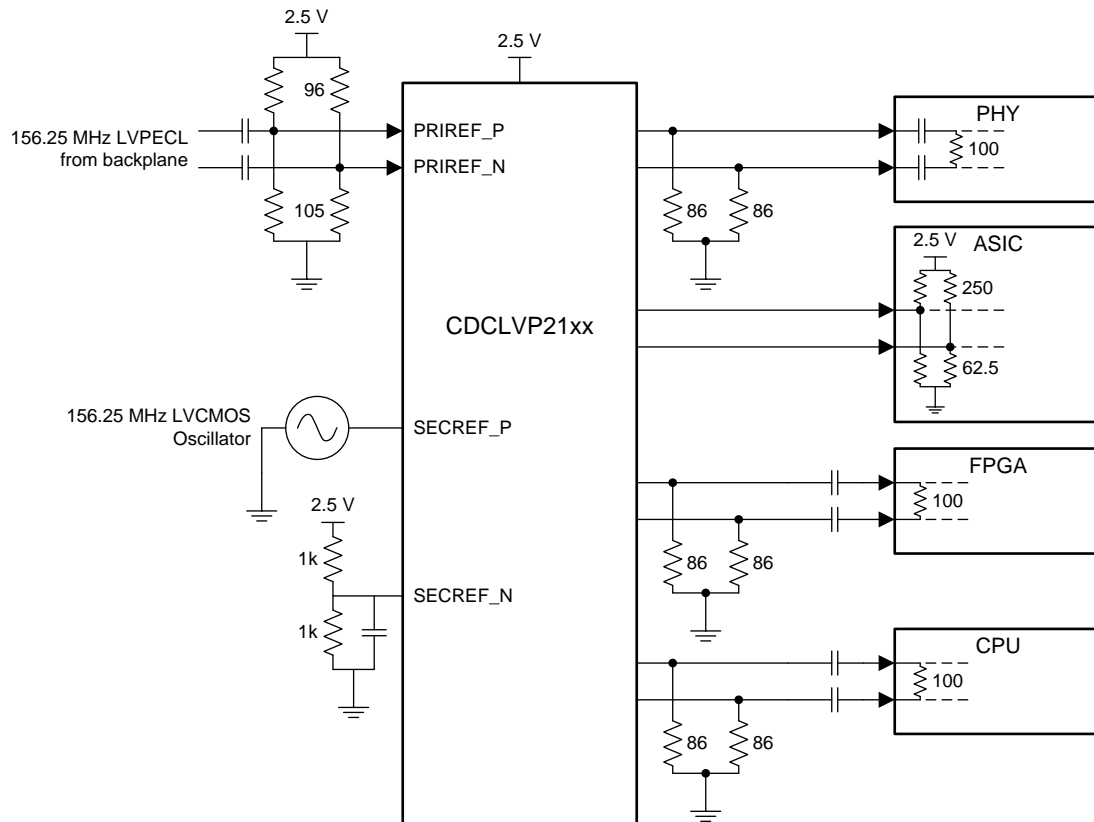 2.5 V
96
105
156.25 MHz LVPECL
from backplane
2.5 V
PRIREF_P
PRIREF_N
CDCLVP21xx
156.25 MHz LVCMOS
Oscillator
SECREF_P
2.5 V
1k
1k
SECREF_N
86
86
PHY
100
ASIC
2.5 V
250
62.5
FPGA
100
86
86
CPU
100
86
86